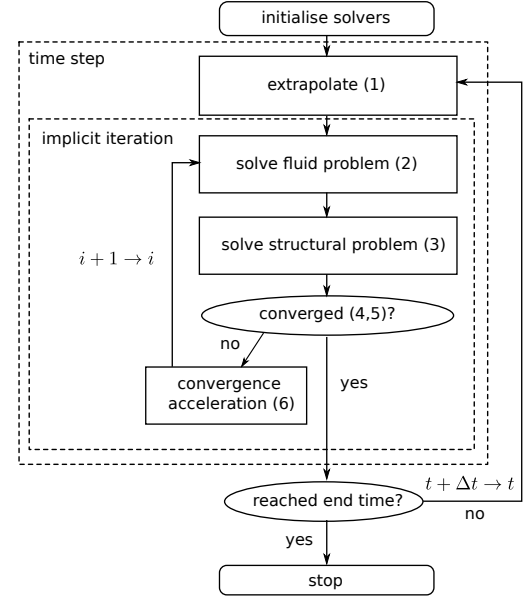 initialise solvers
time step
extrapolate (1)
implicit iteration
solve fluid problem (2)
solve structural problem (3)
i + 1 → i
converged (4,5)?
no
convergence
acceleration (6)
yes
t + Δt → t
reached end time?
no
yes
stop